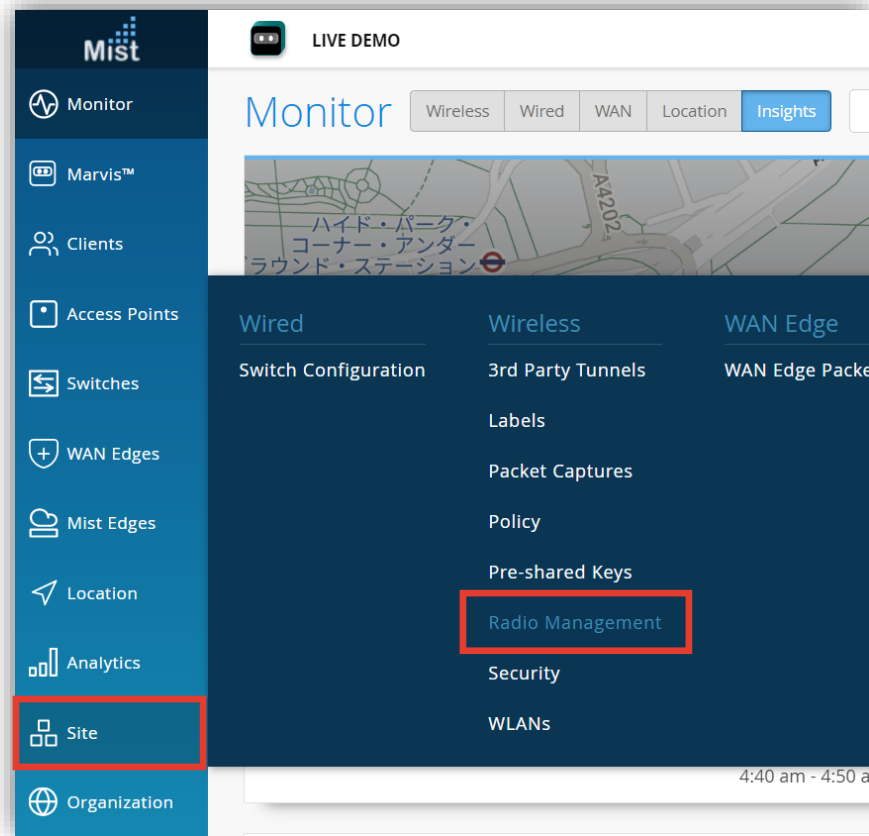 Mist
LIVE DEMO
Monitor
Marvis™
Clients
Access Points
Switches
WAN Edges
Mist Edges
Location
Analytics
Site
Organization
Monitor
Wireless
Wired
WAN
Location
Insights
A4202
ハイド・パーク・
コーナー・アンダー
ラウンド・ステーション
Wired
Switch Configuration
Wireless
3rd Party Tunnels
Labels
Packet Captures
Policy
Pre-shared Keys
Radio Management
Security
WLANs
WAN Edge
WAN Edge Packe
4:40 am - 4:50 a